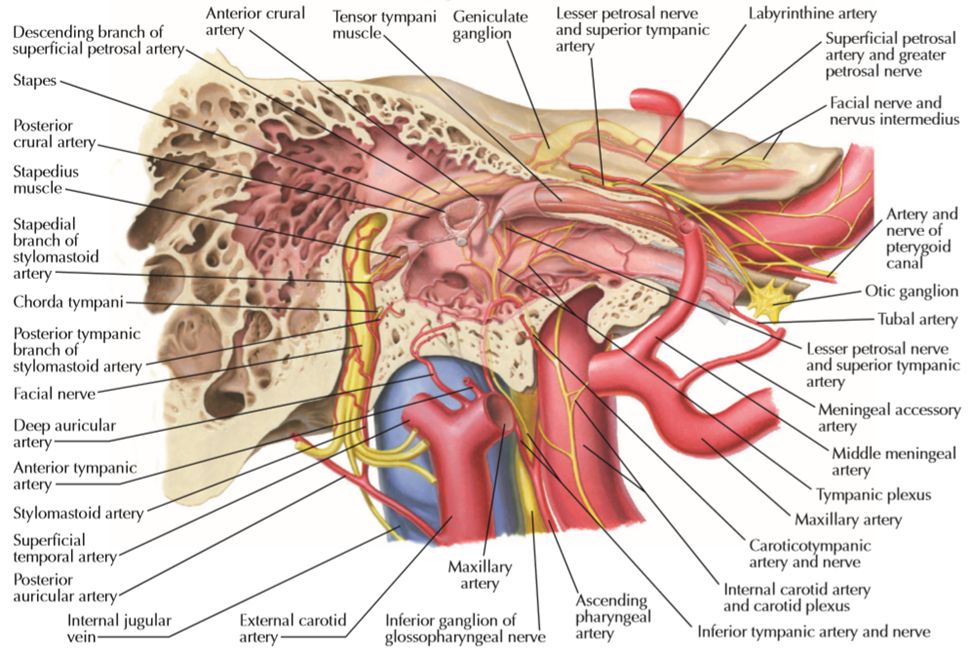 Anterior crural
artery
Tensor tympani
muscle
Geniculate
ganglion
Lesser petrosal nerve
and superior tympanic
artery
Labyrinthine artery
Descending branch of
superficial petrosal artery
Stapes
Posterior
crural artery
Stapedius
muscle
Stapedial
branch of
stylomastoid
artery
Chorda tympani
Posterior tympanic
branch of
stylomastoid artery
Facial nerve
Deep auricular
artery
Anterior tympanic
artery
Stylomastoid artery
Superficial
temporal artery
Posterior
auricular artery
Internal jugular
vein
External carotid
artery
Maxillary
artery
Inferior ganglion of
glossopharyngeal nerve
Ascending
pharyngeal
artery
Superficial petrosal
artery and greater
petrosal nerve
Facial nerve and
nervus intermedius
Artery and
nerve of
pterygoid
canal
Otic ganglion
Tubal artery
Lesser petrosal nerve
and superior tympanic
artery
Meningeal accessory
artery
Middle meningeal
artery
Tympanic plexus
Maxillary artery
Caroticotympanic
artery and nerve
Internal carotid artery
and carotid plexus
Inferior tympanic artery and nerve